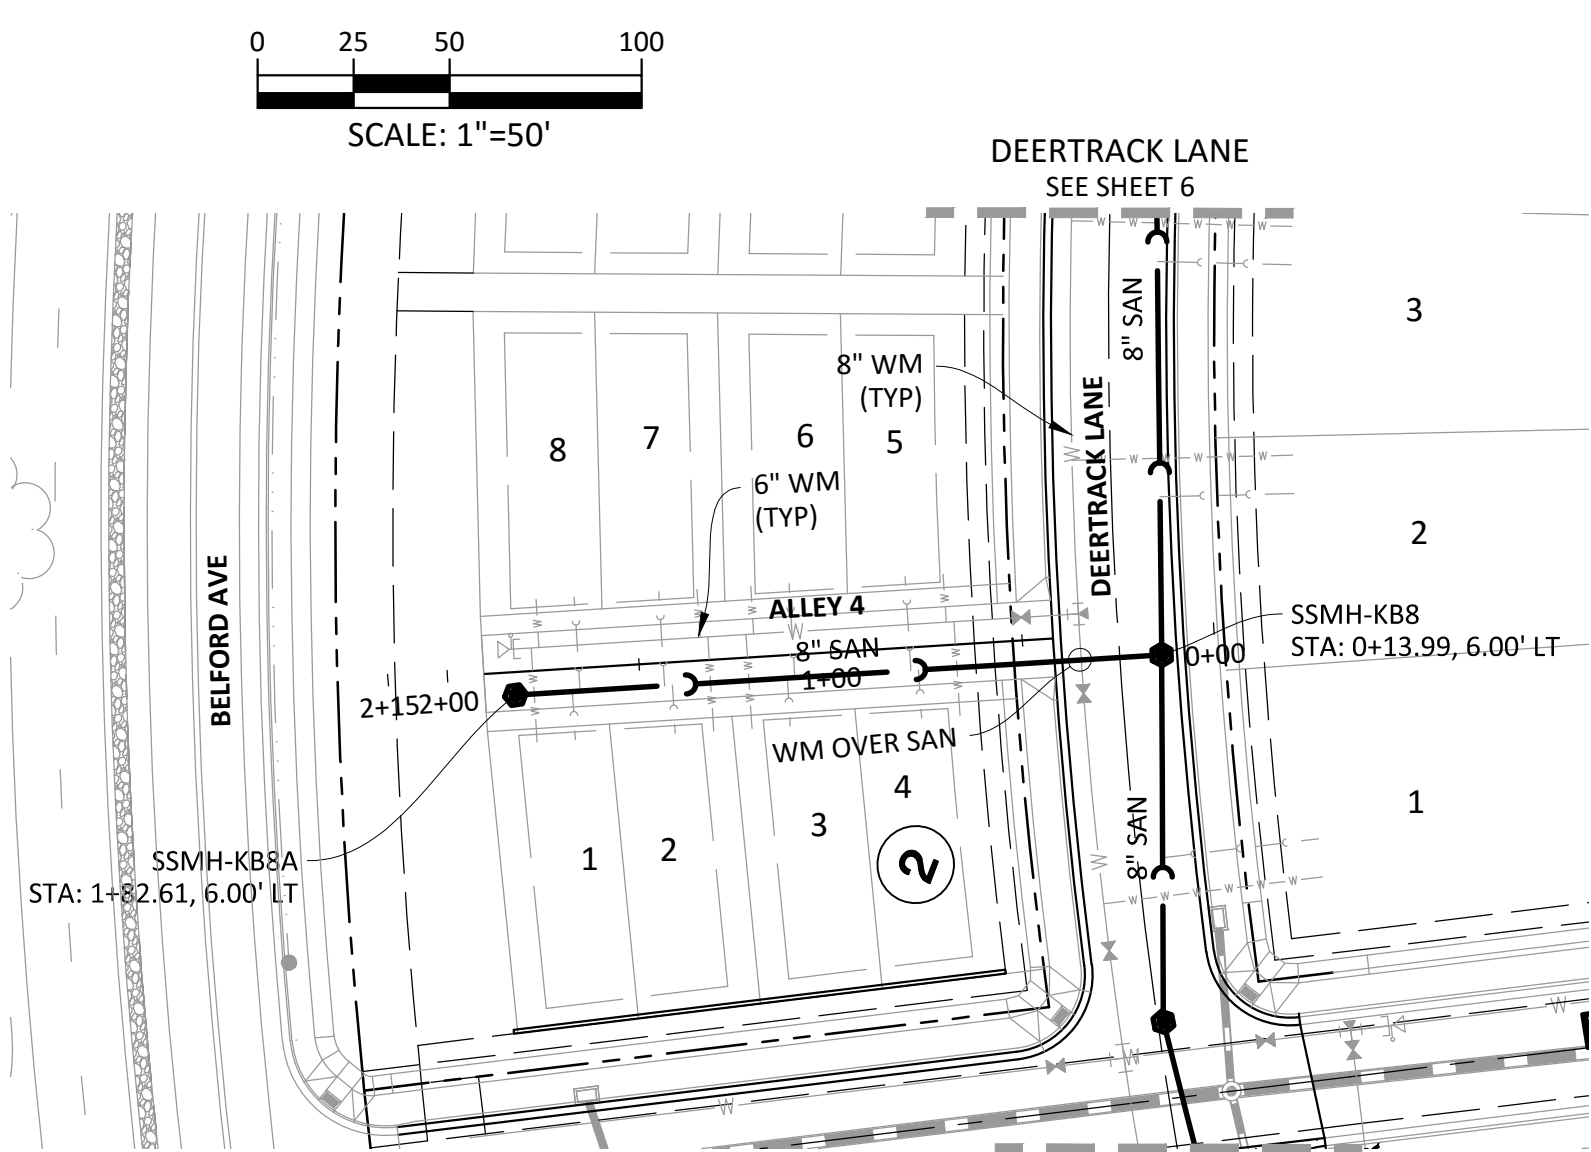 0 25 50 100
SCALE: 1"=50'
DEERTRACK LANE
SEE SHEET 6
8" SAN
3
8" WM
(TYP)
DEERTRACK LANE
8
7
6
5
6" WM
(TYP)
2
BELFORD AVE
ALLEY 4
8" SAN
1+00
SSMH-KB8
STA: 0+13.99, 6.00' LT
0+00
2+15
2+00
WM OVER SAN
1
2
3
4
2
8" SAN
1
SSMH-KB8A
STA: 1+82.61, 6.00' LT
W
W
W
W
W
W
W